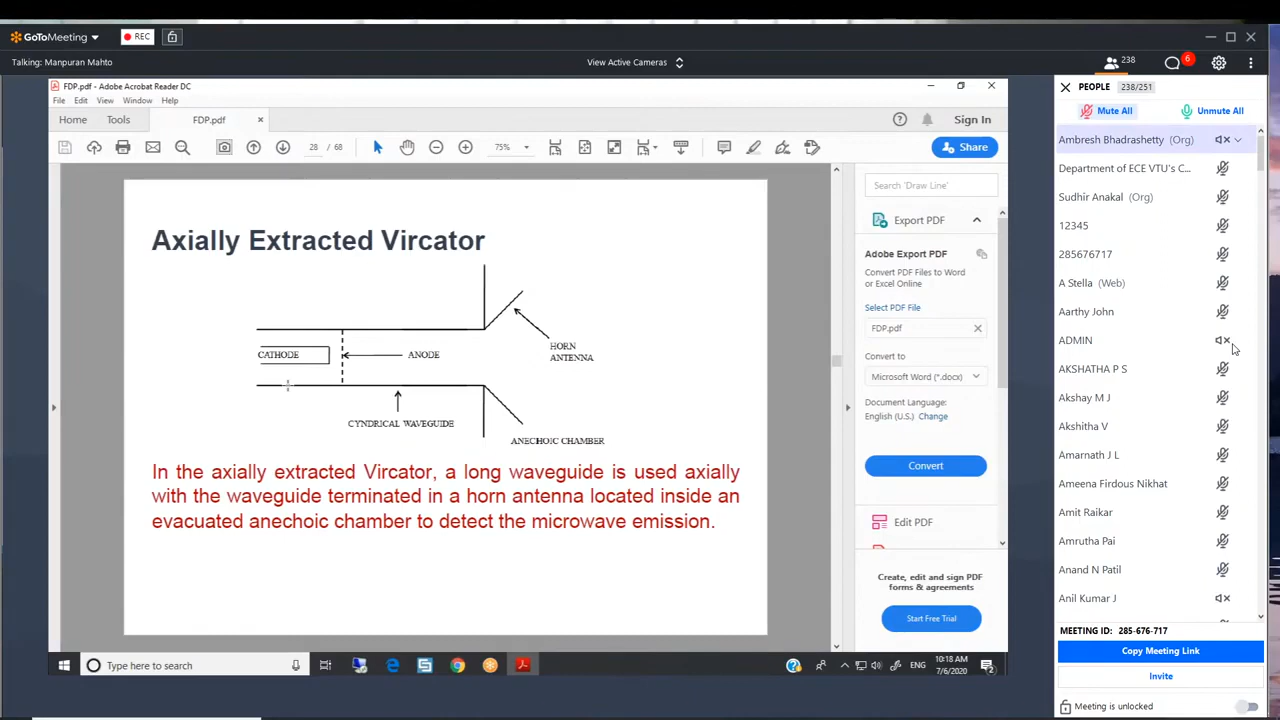 GoToMeeting
REC
Talking: Manpuran Mahto
View Active Cameras
238
6
FDP.pdf - Adobe Acrobat Reader DC
File Edit View Window Help
Home Tools FDP.pdf
Sign In
28 / 68
75%
Share
Axially Extracted Vircator
CATHODE
ANODE
HORN
ANTENNA
CYNDRICAL WAVEGUIDE
ANECHOIC CHAMBER
In the axially extracted Vircator, a long waveguide is used axially
with the waveguide terminated in a horn antenna located inside an
evacuated anechoic chamber to detect the microwave emission.
Search 'Draw Line'
Export PDF
Adobe Export PDF
Convert PDF Files to Word
or Excel Online
Select PDF File
FDP.pdf
Convert to
Microsoft Word (*.docx)
Document Language:
English (U.S.) Change
Convert
Edit PDF
Create, edit and sign PDF
forms & agreements
Start Free Trial
Type here to search
ENG
10:18 AM
7/6/2020
2
PEOPLE 238/251
Mute All Unmute All
Ambresh Bhadrashetty (Org)
Department of ECE VTU's C...
Sudhir Anakal (Org)
12345
285676717
A Stella (Web)
Aarthy John
ADMIN
AKSHATHA P S
Akshay M J
Akshitha V
Amarnath J L
Ameena Firdous Nikhat
Amit Raikar
Amrutha Pai
Anand N Patil
Anil Kumar J
MEETING ID: 285-676-717
Copy Meeting Link
Invite
Meeting is unlocked